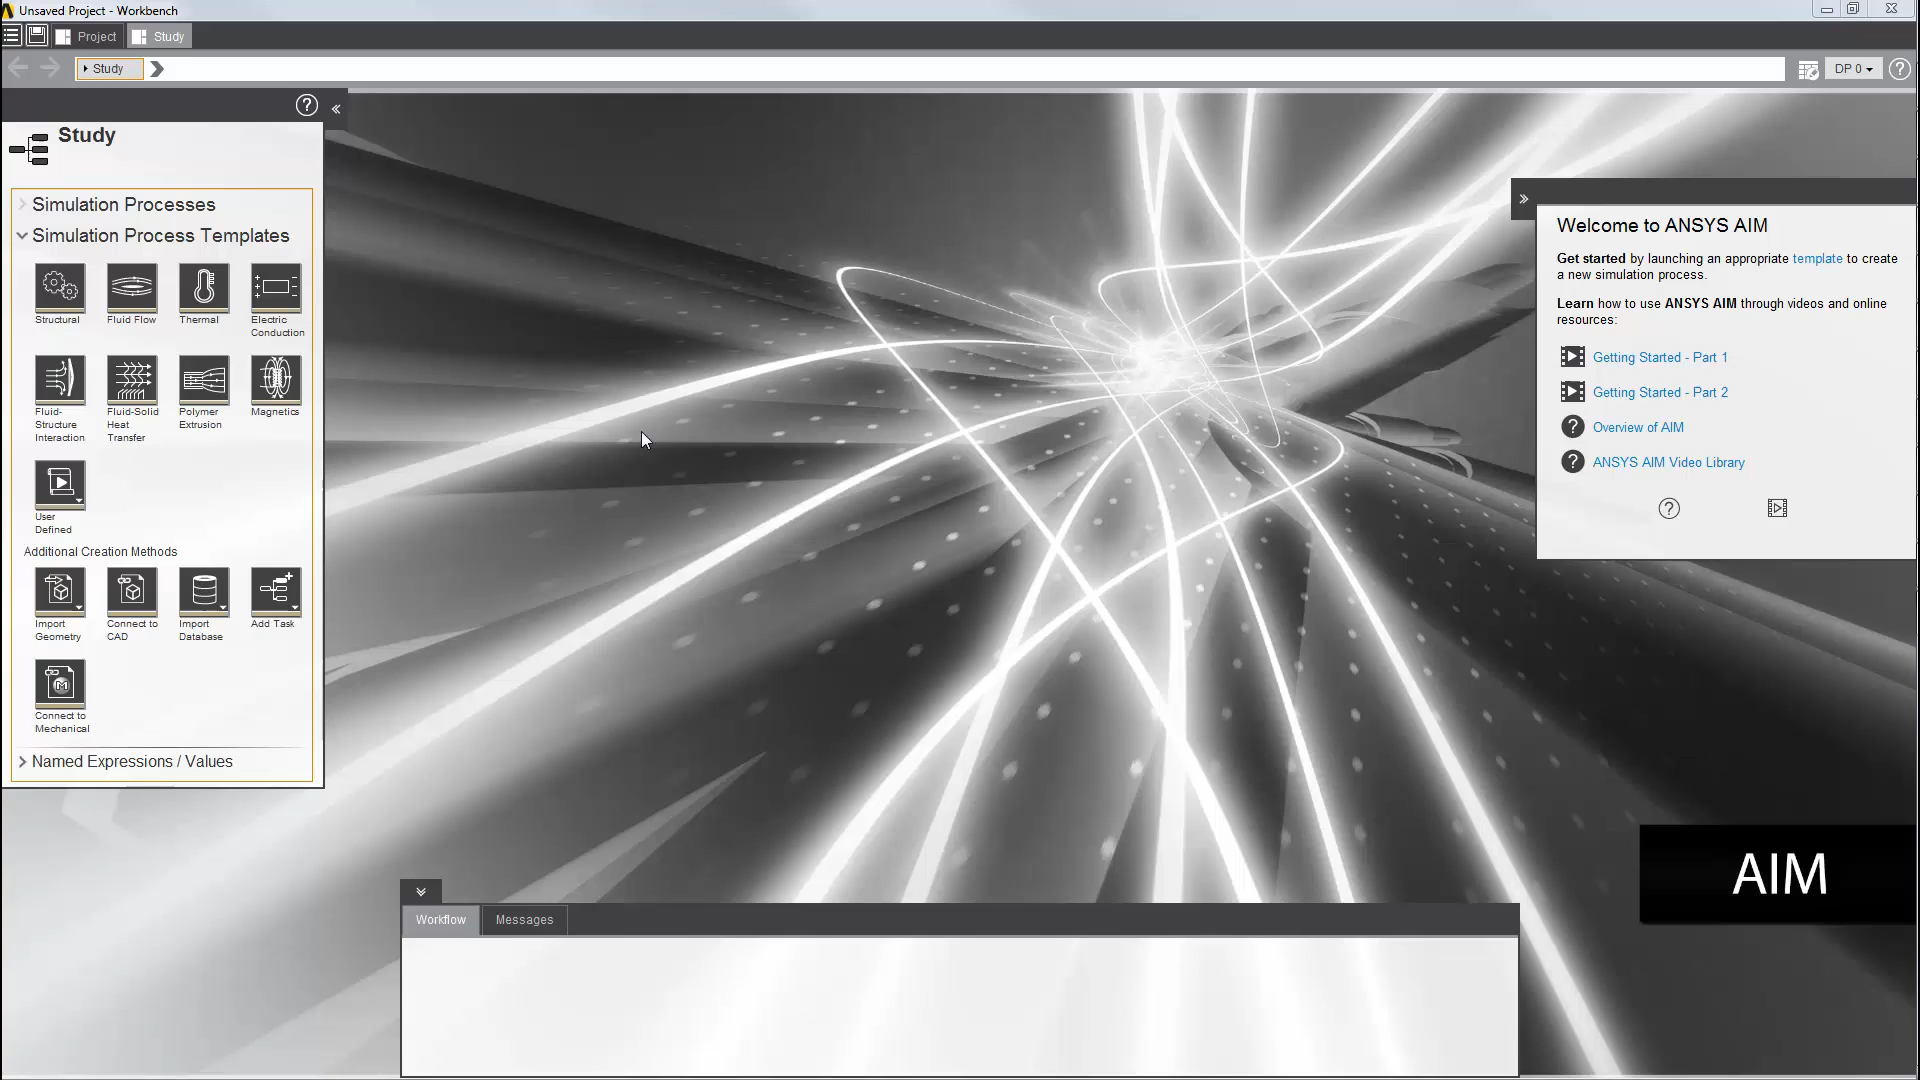 Unsaved Project - Workbench
Project
Study
Study
DP 0
Study
Simulation Processes
Simulation Process Templates
Structural
Fluid Flow
Thermal
Electric
Conduction
Fluid-
Structure
Interaction
Fluid-Solid
Heat
Transfer
Polymer
Extrusion
Magnetics
User
Defined
Additional Creation Methods
Import
Geometry
Connect to
CAD
Import
Database
Add Task
M
Connect to
Mechanical
Named Expressions / Values
Welcome to ANSYS AIM
Get started by launching an appropriate template to create
a new simulation process.
Learn how to use ANSYS AIM through videos and online
resources:
Getting Started - Part 1
Getting Started - Part 2
Overview of AIM
ANSYS AIM Video Library
AIM
Workflow
Messages